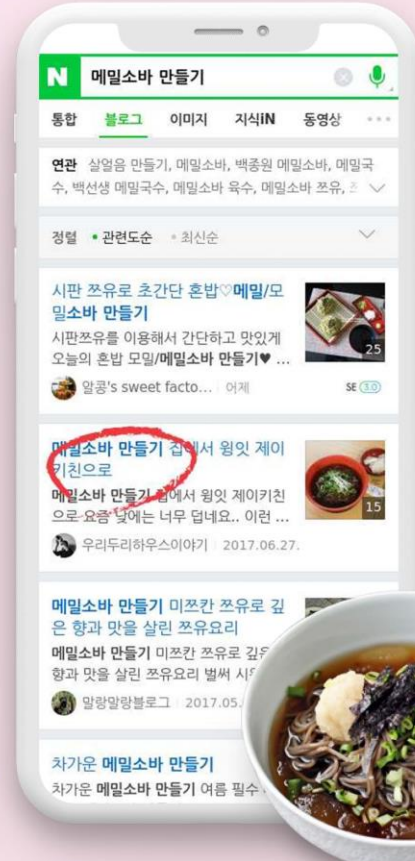 N 메밀소바 만들기
통합 블로그 이미지 지식iN 동영상
연관 살얼음 만들기, 메밀소바, 백종원 메밀소바, 메밀국
수, 백선생 메밀국수, 메밀소바 육수, 메밀소바 쯔유,
정렬 • 관련도순 • 최신순
시판 쯔유로 초간단 혼밥♡메밀/모
밀소바 만들기
시판쯔유를 이용해서 간단하고 맛있게
오늘의 혼밥 모밀/메밀소바 만들기♥ ...
25
알콩's sweet facto... 어제
SE 3.0
메밀소바 만들기 집에서 윙잇 제이
키친으로
메밀소바 만들기 집에서 윙잇 제이키친
으로 요즘 낮에는 너무 덥네요.. 이런 ...
15
우리두리하우스이야기 2017.06.27.
메밀소바 만들기 미쯔칸 쯔유로 깊
은 향과 맛을 살린 쯔유요리
메밀소바 만들기 미쯔칸 쯔유로 깊은
향과 맛을 살린 쯔유요리 벌써
말랑말랑블로그 2017.05.
차가운 메밀소바 만들기
차가운 메밀소바 만들기 여름 필수